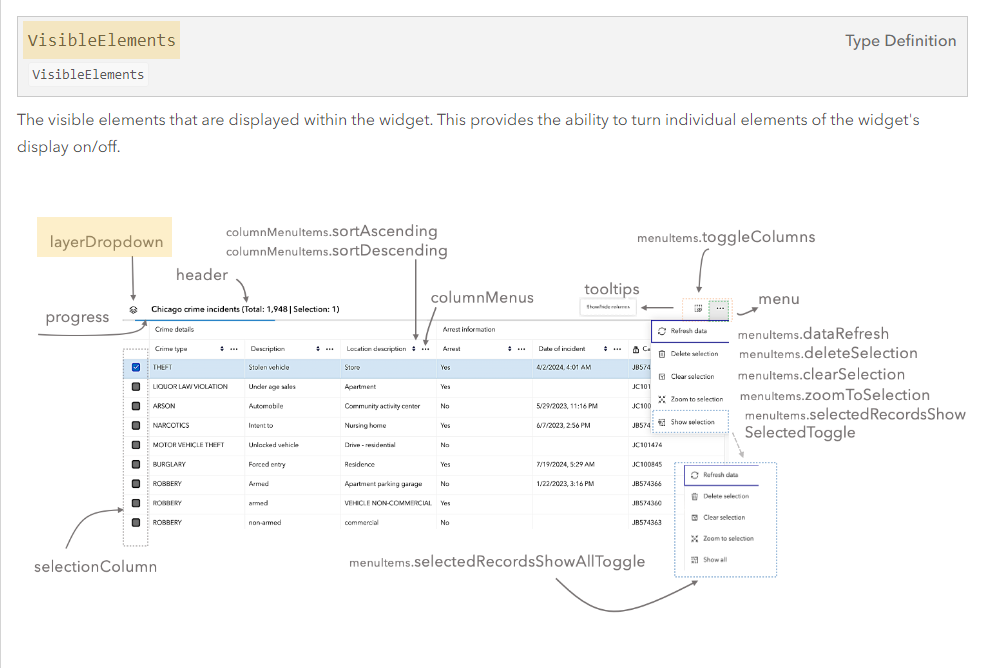 VisibleElements
Type Definition
VisibleElements
The visible elements that are displayed within the widget. This provides the ability to turn individual elements of the widget's
display on/off.
layerDropdown
columnMenuItems.sortAscending
columnMenuItems.sortDescending
menuItems.toggleColumns
header
columnMenus
tooltips
menu
progress
Chicago crime incidents (Total: 1,948 | Selection: 1)
Show/hide columns
Crime details
Arrest information
Crime type
Description
Location description
Arrest
Date of incident
Ca
THEFT Stolen vehicle Store Yes 4/2/2024, 4:01 AM JB574
LIQUOR LAW VIOLATION Under age sales Apartment Yes JC101
ARSON Automobile Community activity center No 5/29/2023, 11:16 PM JC100
NARCOTICS Intent to Nursing home Yes 6/7/2023, 2:56 PM JB574
MOTOR VEHICLE THEFT Unlocked vehicle Drive - residential No JC101474
BURGLARY Forced entry Residence Yes 7/19/2024, 5:29 AM JC100845
ROBBERY Armed Apartment parking garage No 1/22/2023, 3:16 PM JB574366
ROBBERY armed VEHICLE NON-COMMERCIAL Yes JB574360
ROBBERY non-armed commercial No JB574363
Refresh data
Delete selection
Clear selection
Zoom to selection
Show selection
menuItems.dataRefresh
menuItems.deleteSelection
menuItems.clearSelection
menuItems.zoomToSelection
menuItems.selectedRecordsShow
SelectedToggle
Refresh data
Delete selection
Clear selection
Zoom to selection
Show all
selectionColumn
menuItems.selectedRecordsShowAllToggle